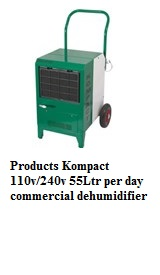 Products Kompact
110v/240v 55Ltr per day
commercial dehumidifier